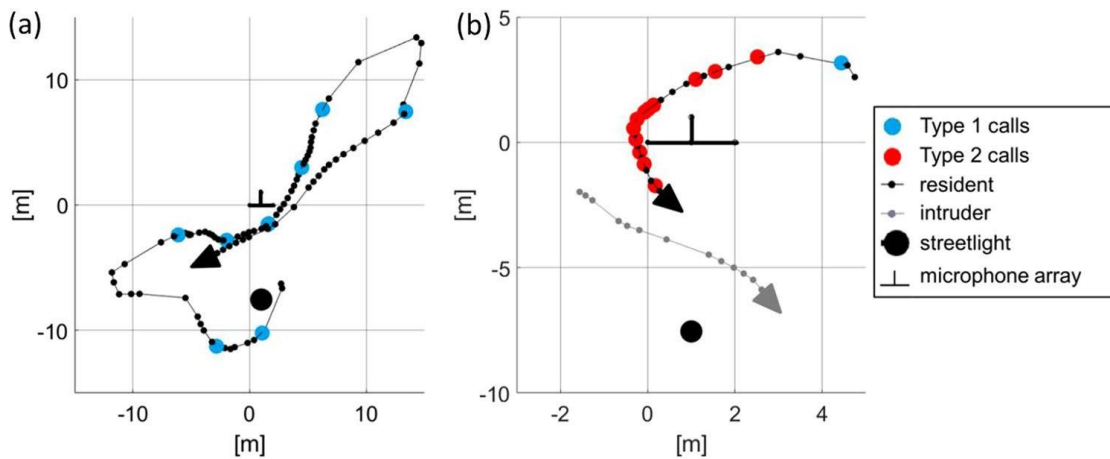 (a)
10
0
-10
[m]
-10
0
10
[m]
(b)
5
0
-5
-10
-2
0
2
4
[m]
Type 1 calls
Type 2 calls
resident
intruder
streetlight
microphone array